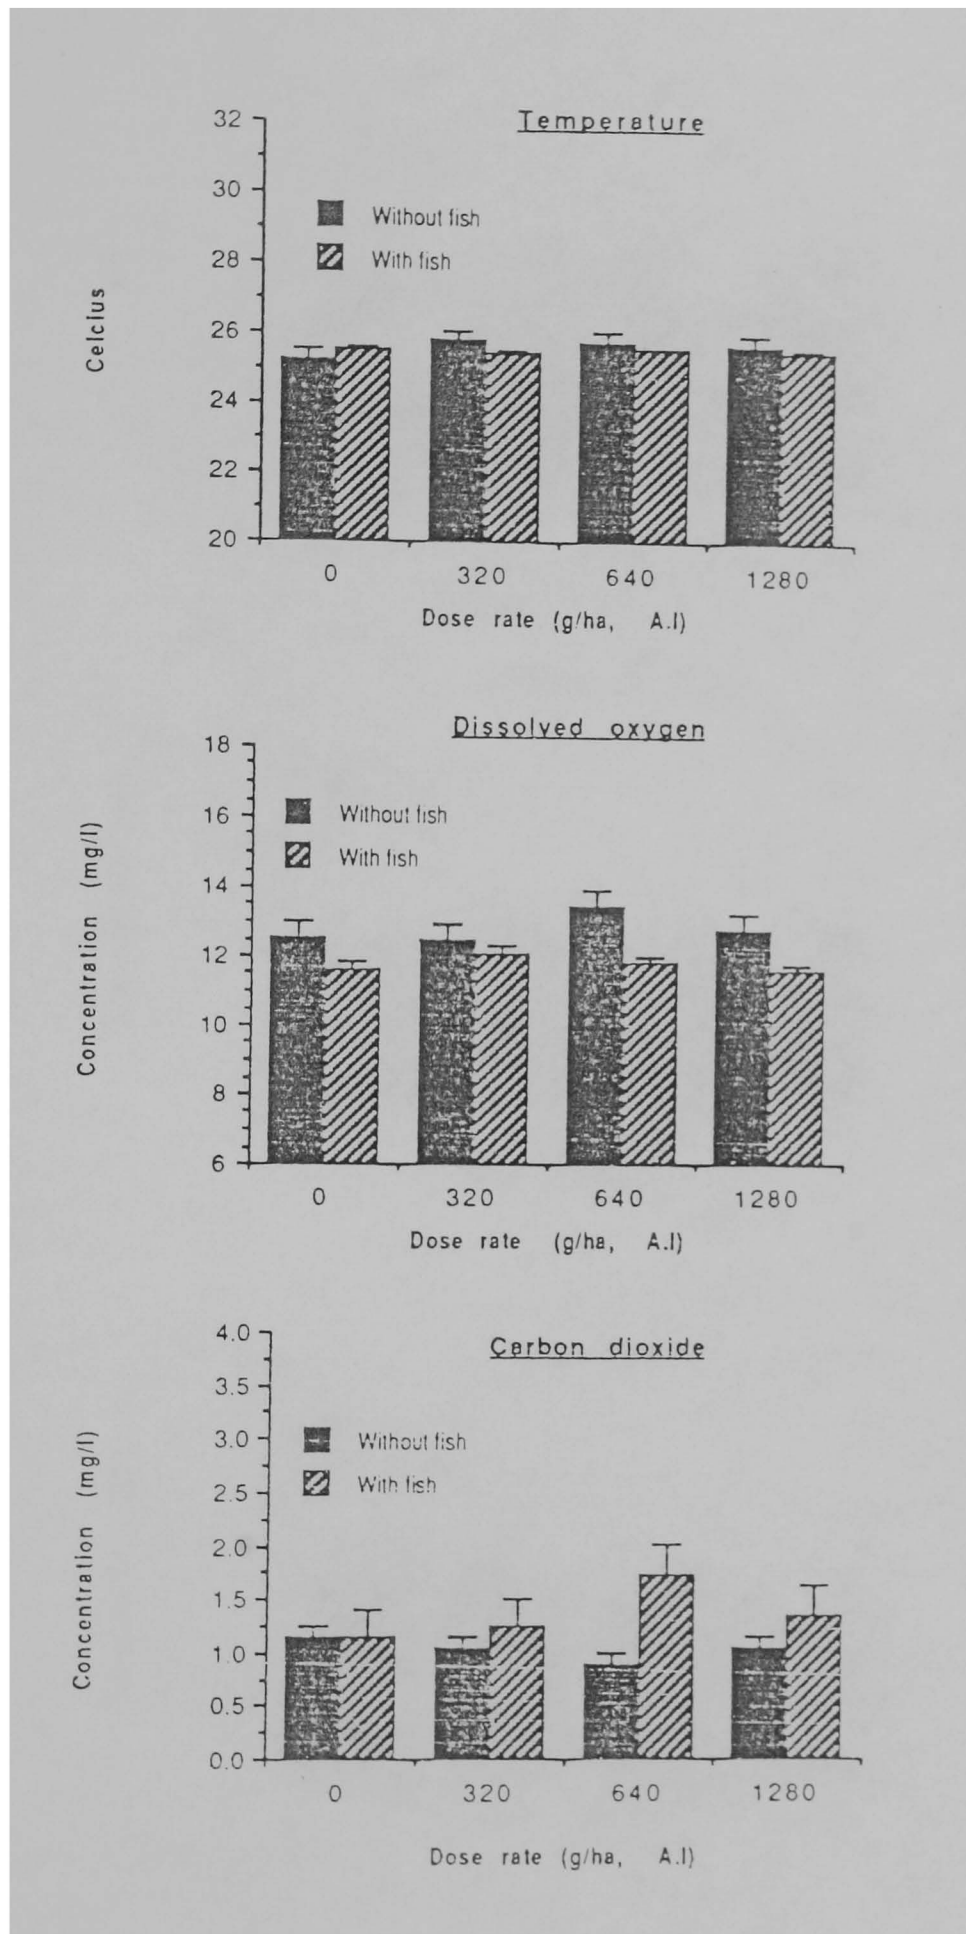 Temperature
32
30
28
26
24
22
20
Celcius
Without fish
With fish
0 320 640 1280
Dose rate (g/ha, A.I)
Dissolved oxygen
18
16
14
12
10
8
6
Concentration (mg/l)
Without fish
With fish
0 320 640 1280
Dose rate (g/ha, A.I)
Carbon dioxide
4.0
3.5
3.0
2.5
2.0
1.5
1.0
0.5
0.0
Concentration (mg/l)
Without fish
With fish
0 320 640 1280
Dose rate (g/ha, A.I)